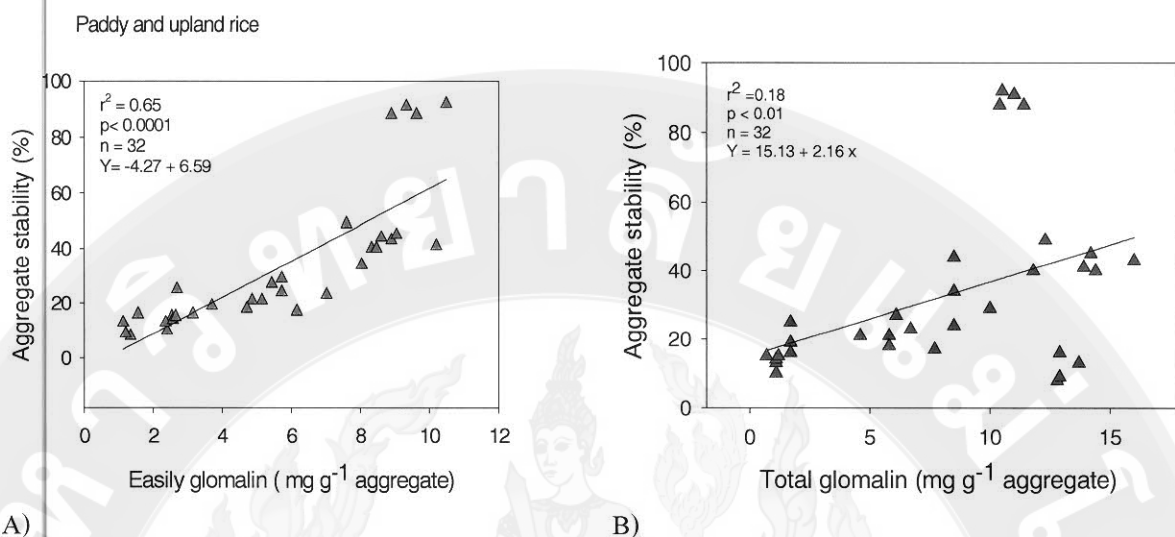 Paddy and upland rice
100
80
60
40
20
0
r² = 0.65
p< 0.0001
n = 32
Y= -4.27 + 6.59
Aggregate stability (%)
0 2 4 6 8 10 12
Easily glomalin ( mg g⁻¹ aggregate)
A)
100
80
60
40
20
0
r² =0.18
p < 0.01
n = 32
Y = 15.13 + 2.16 x
Aggregate stability (%)
0 5 10 15
Total glomalin (mg g⁻¹ aggregate)
B)